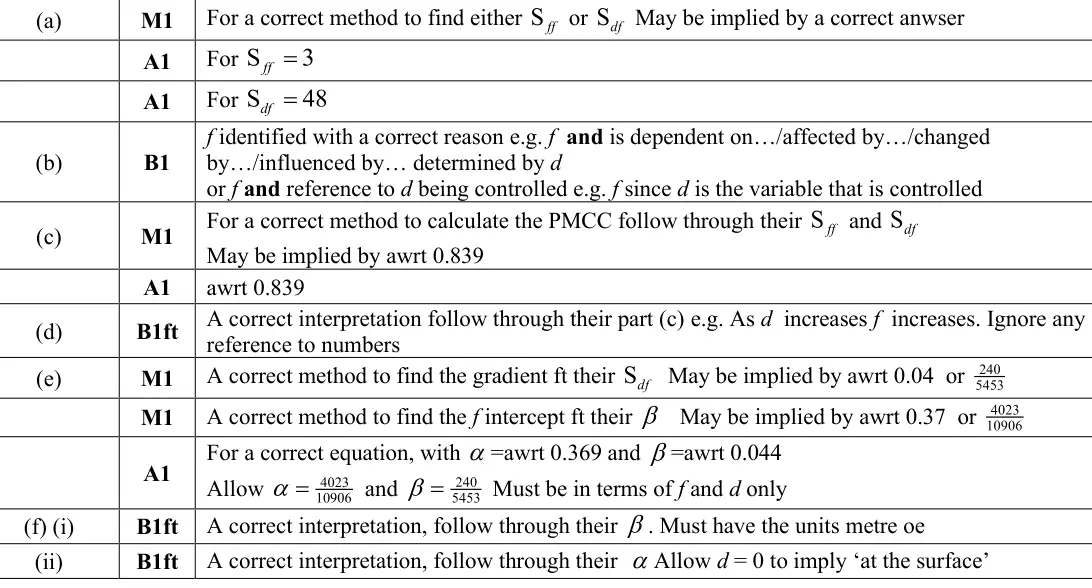 (a) M1 For a correct method to find either S_ff or S_df May be implied by a correct anwser
A1 For S_ff = 3
A1 For S_df = 48
f identified with a correct reason e.g. f and is dependent on…/affected by…/changed
(b) B1 by…/influenced by… determined by d
or f and reference to d being controlled e.g. f since d is the variable that is controlled
(c) M1 For a correct method to calculate the PMCC follow through their S_ff and S_df
May be implied by awrt 0.839
A1 awrt 0.839
(d) B1ft A correct interpretation follow through their part (c) e.g. As d increases f increases. Ignore any
reference to numbers
(e) M1 A correct method to find the gradient ft their S_df May be implied by awrt 0.04 or 240/5453
M1 A correct method to find the f intercept ft their β May be implied by awrt 0.37 or 4023/10906
A1 For a correct equation, with α =awrt 0.369 and β =awrt 0.044
Allow α = 4023/10906 and β = 240/5453 Must be in terms of f and d only
(f) (i) B1ft A correct interpretation, follow through their β . Must have the units metre oe
(ii) B1ft A correct interpretation, follow through their α Allow d = 0 to imply ‘at the surface’